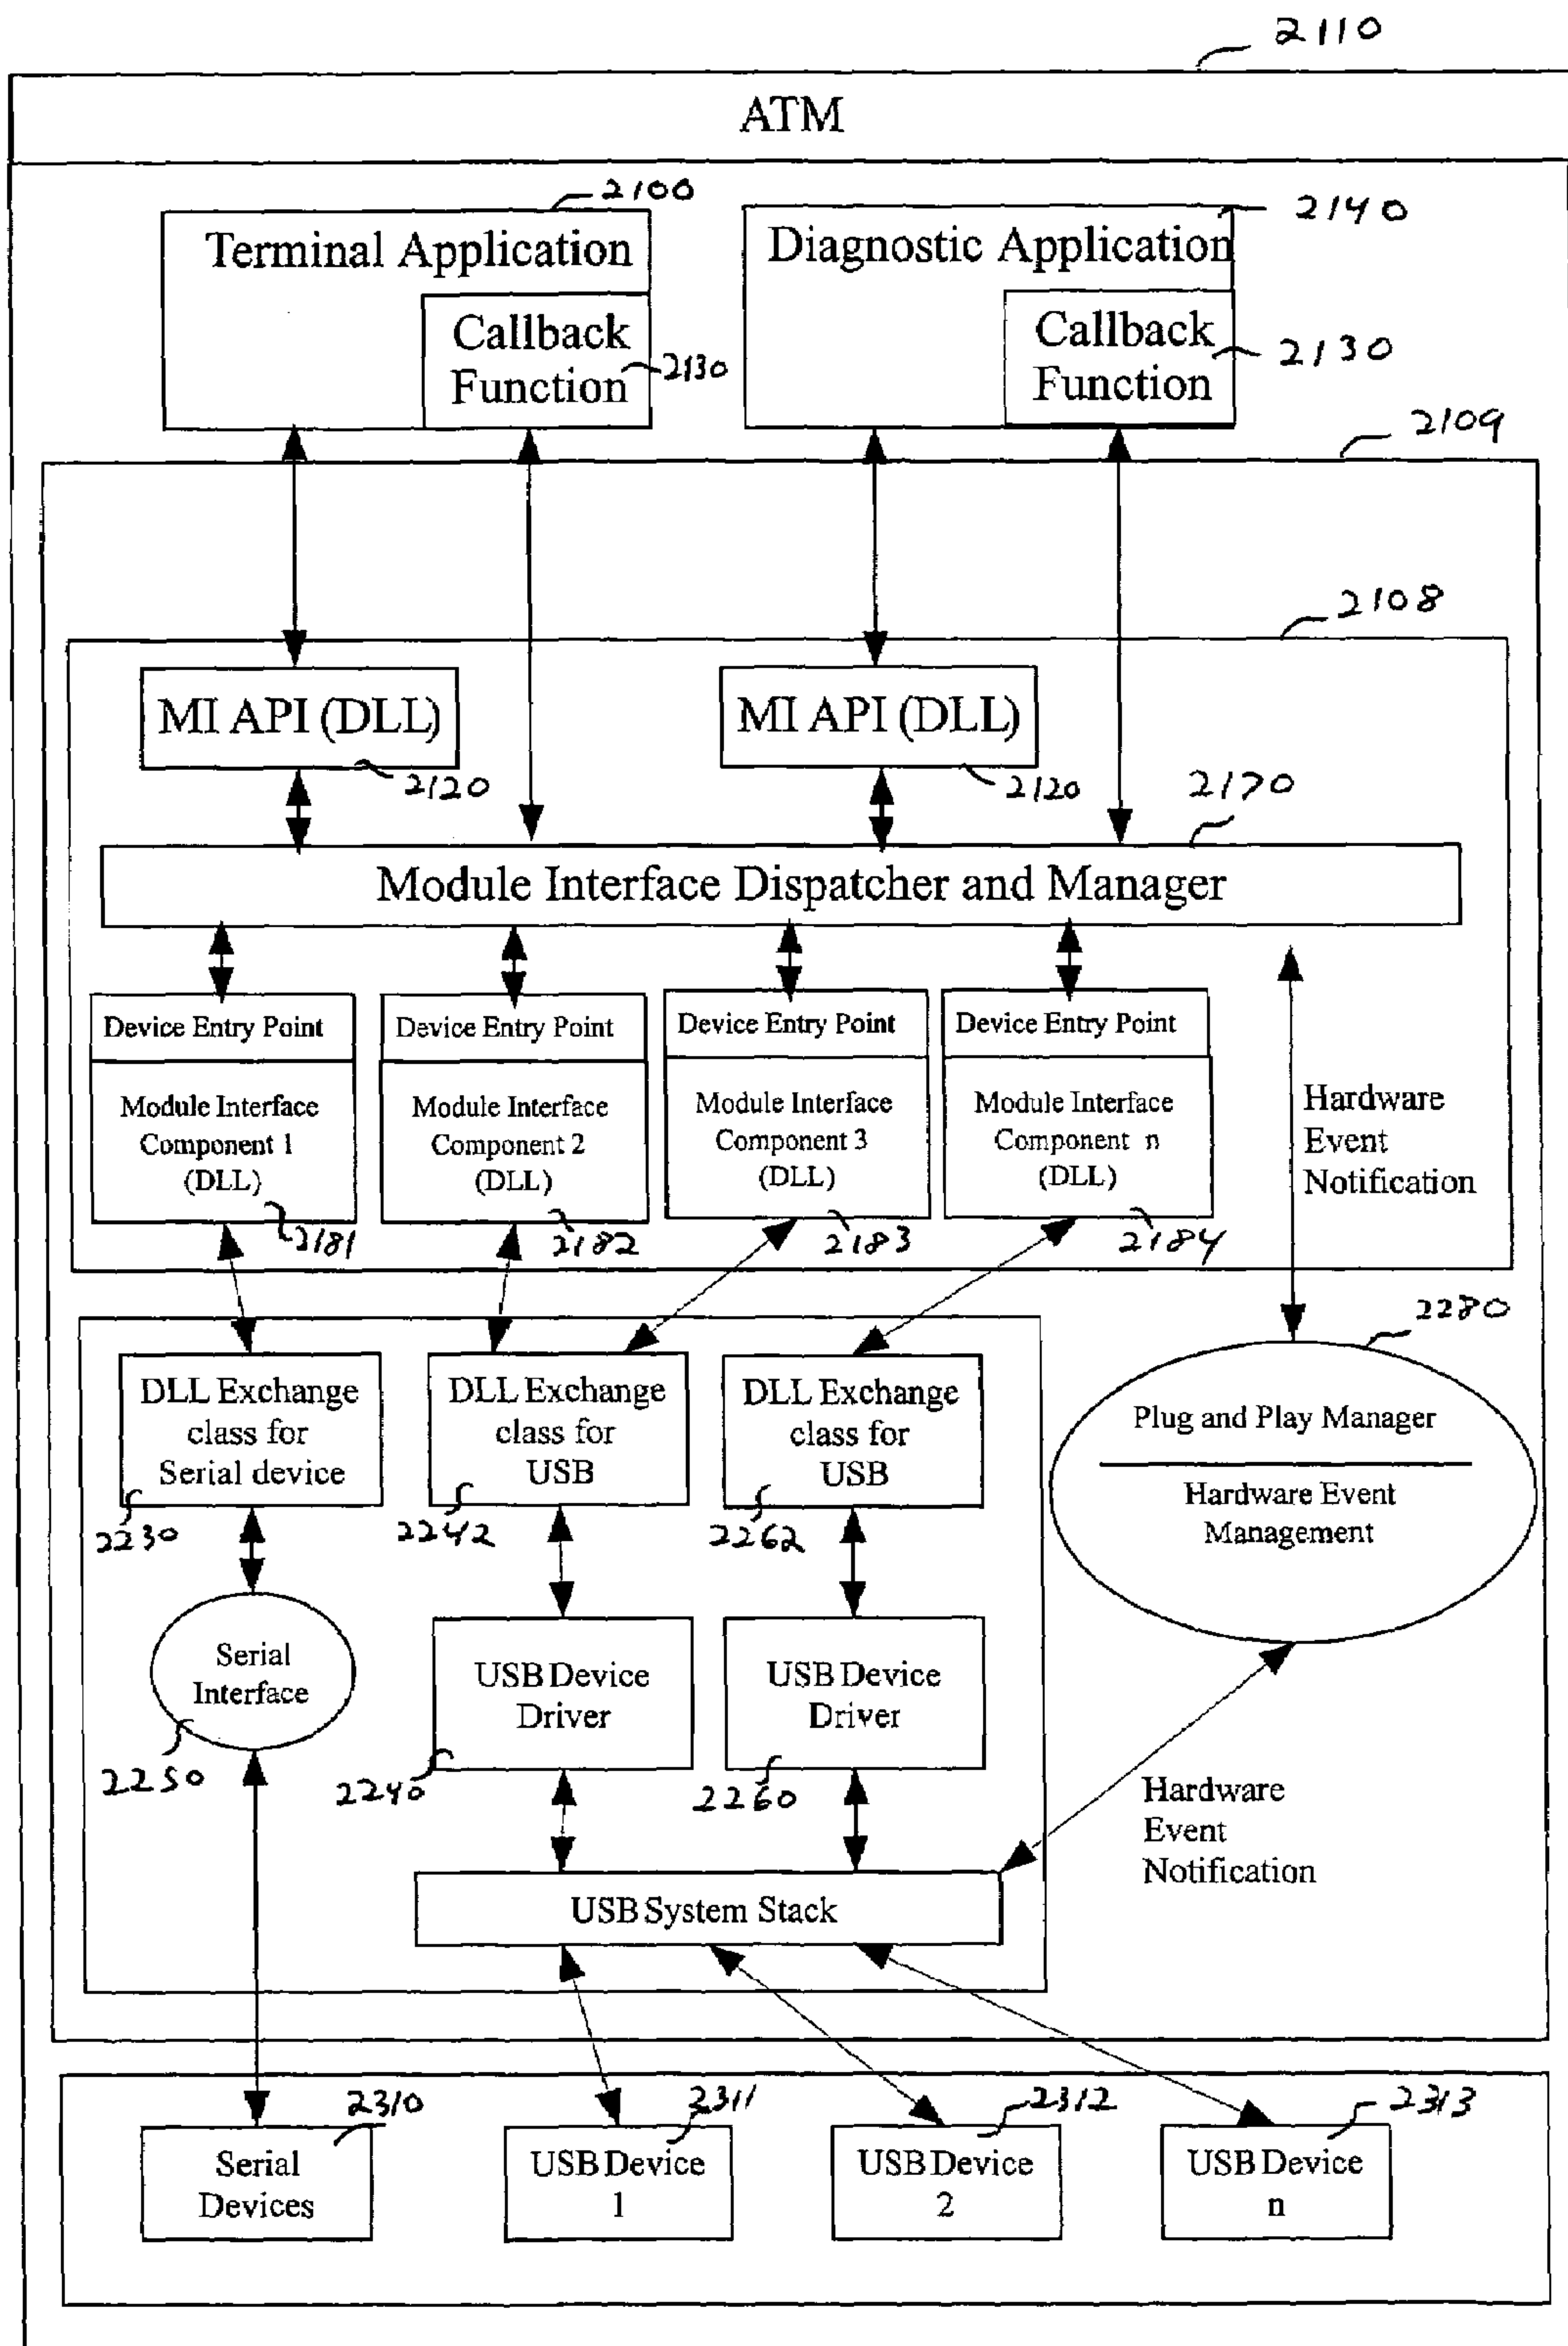 2110
ATM
2100
2140
Terminal Application
Diagnostic Application
Callback
Function
2130
Callback
Function
2130
2109
2108
MI API (DLL)
MI API (DLL)
2120
2120
2170
Module Interface Dispatcher and Manager
Device Entry Point
Device Entry Point
Device Entry Point
Device Entry Point
Module Interface
Component 1
(DLL)
Module Interface
Component 2
(DLL)
Module Interface
Component 3
(DLL)
Module Interface
Component n
(DLL)
Hardware
Event
Notification
2181
2182
2183
2184
2280
DLL Exchange
class for
Serial device
DLL Exchange
class for
USB
DLL Exchange
class for
USB
Plug and Play Manager
Hardware Event
Management
2230
2242
2262
Serial
Interface
USB Device
Driver
USB Device
Driver
2250
2240
2260
Hardware
Event
Notification
USB System Stack
2310
2311
2312
2313
Serial
Devices
USB Device
1
USB Device
2
USB Device
n